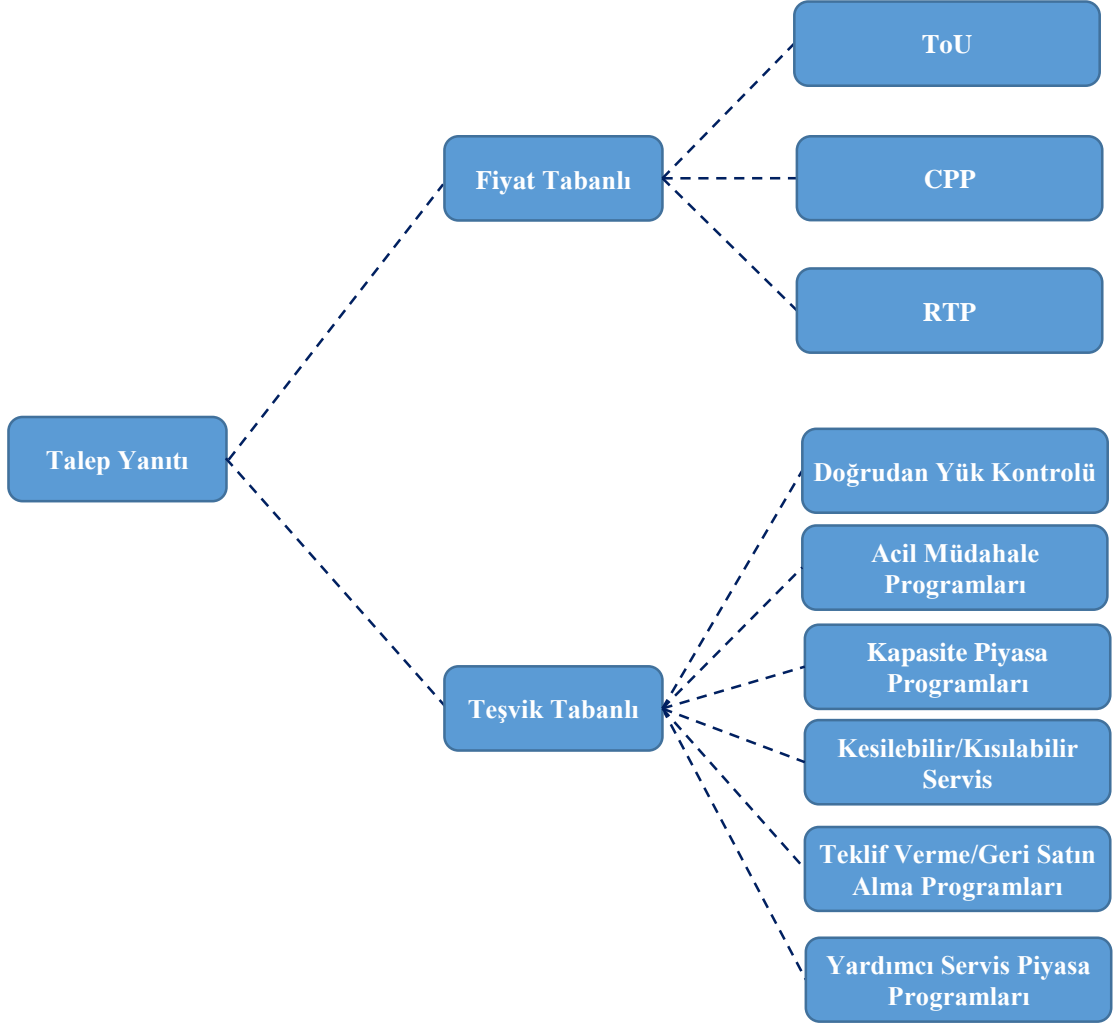 Talep Yanıtı
Fiyat Tabanlı
ToU
CPP
RTP
Teşvik Tabanlı
Doğrudan Yük Kontrolü
Acil Müdahale
Programları
Kapasite Piyasa
Programları
Kesilebilir/Kısılabilir
Servis
Teklif Verme/Geri Satın
Alma Programları
Yardımcı Servis Piyasa
Programları